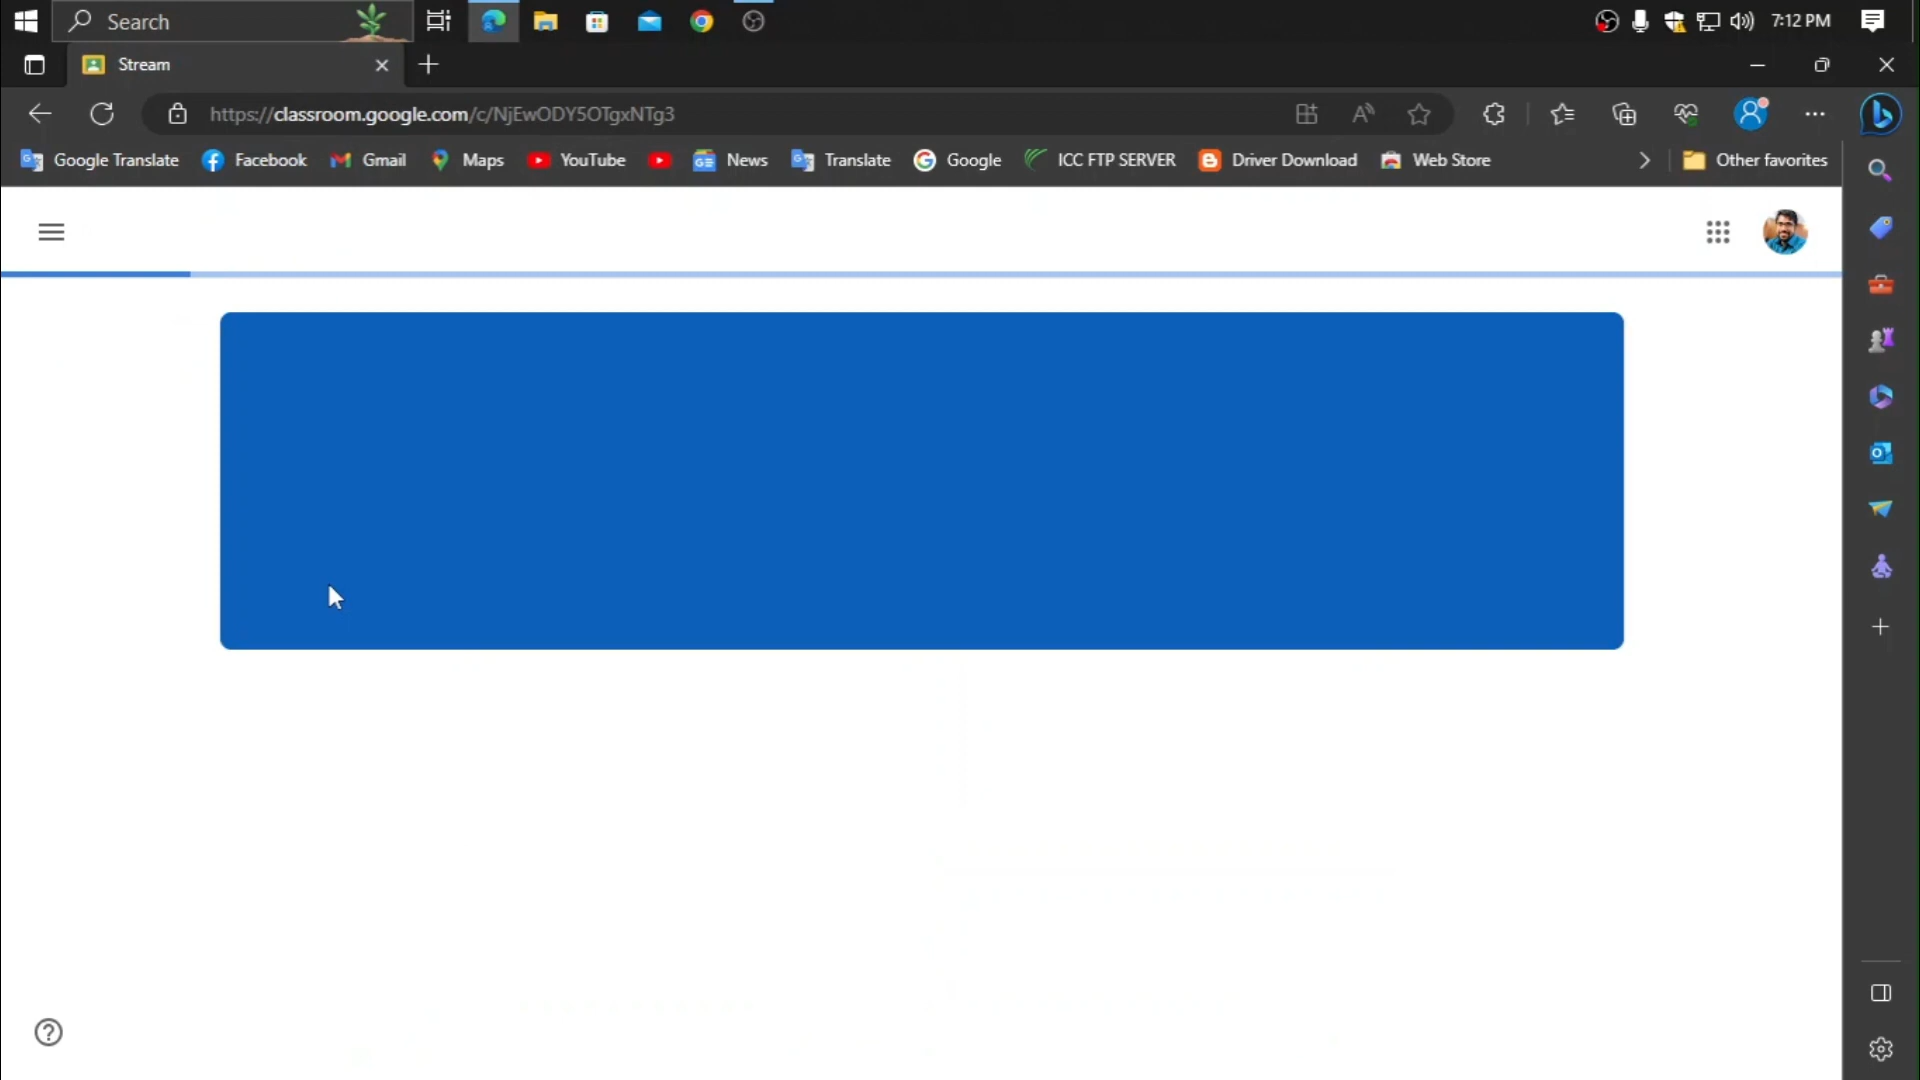 Search
7:12 PM
Stream
https://classroom.google.com/c/NjEwODY5OTgxNTg3
Google Translate
Facebook
Gmail
Maps
YouTube
News
Translate
Google
ICC FTP SERVER
Driver Download
Web Store
Other favorites